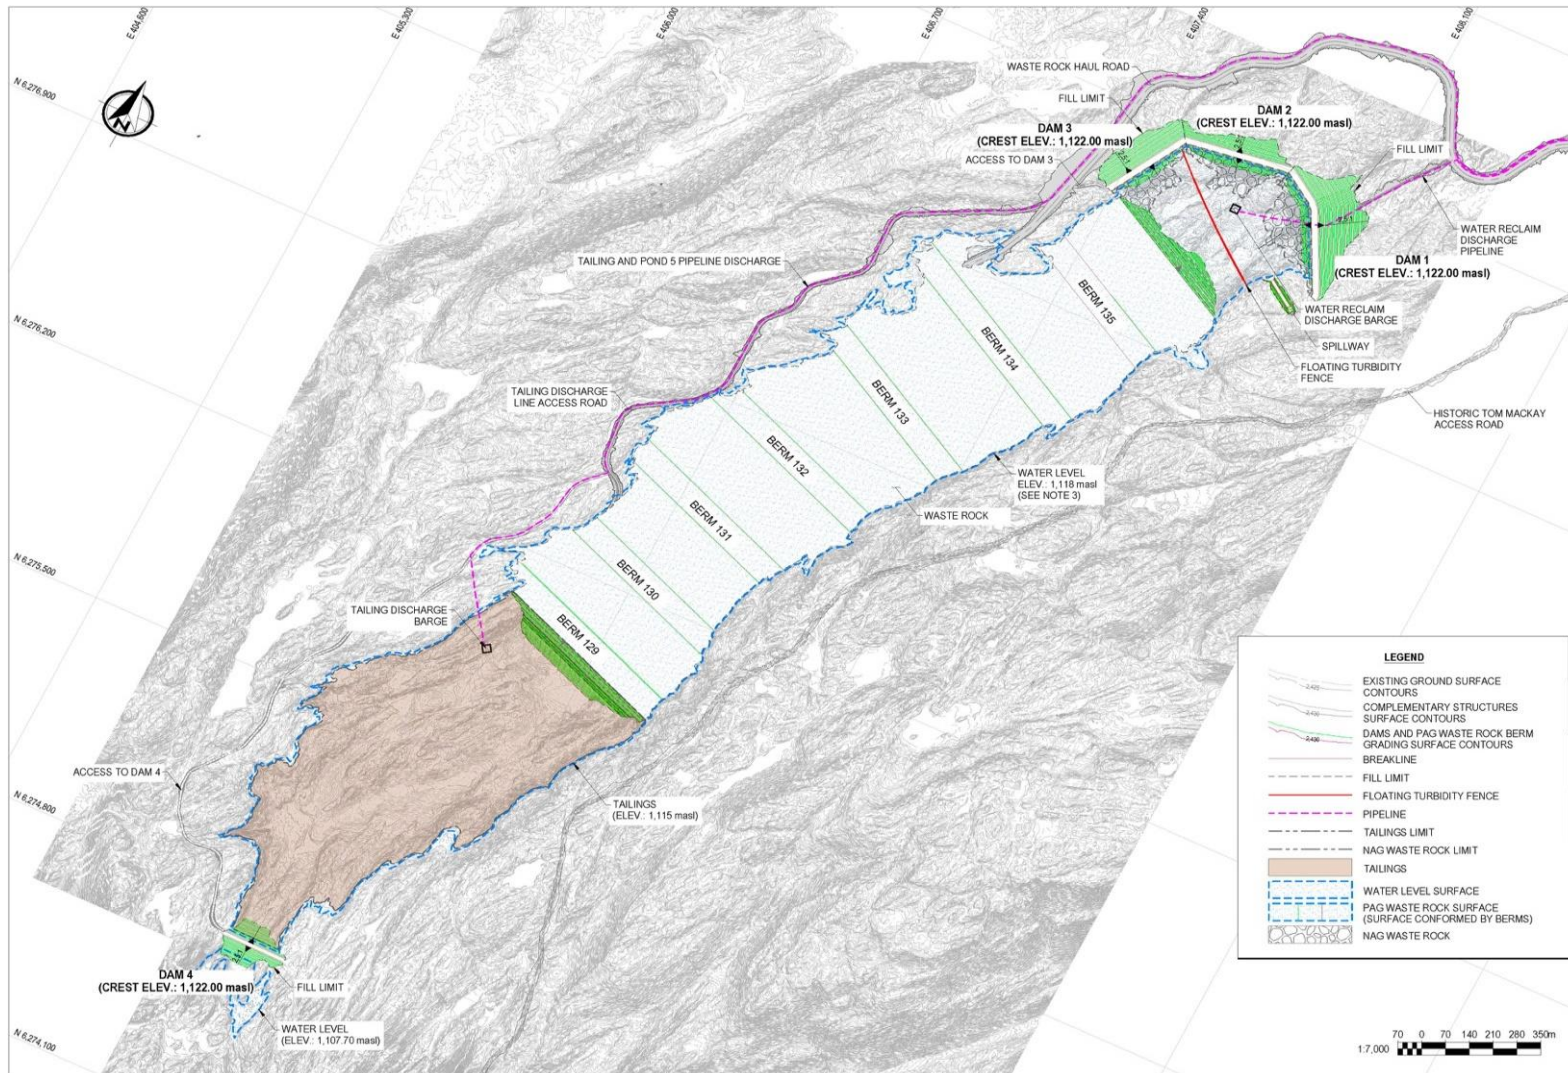 E 404,600
E 405,300
E 406,000
E 406,700
E 407,400
E 408,100
N 6,276,900
N 6,276,200
N 6,275,500
N 6,274,800
N 6,274,100
N
WASTE ROCK HAUL ROAD
FILL LIMIT
DAM 2
(CREST ELEV.: 1,122.00 masl)
DAM 3
(CREST ELEV.: 1,122.00 masl)
ACCESS TO DAM 3
2.5:1
FILL LIMIT
WATER RECLAIM
DISCHARGE
PIPELINE
DAM 1
(CREST ELEV.: 1,122.00 masl)
TAILING AND POND 5 PIPELINE DISCHARGE
WATER RECLAIM
DISCHARGE BARGE
SPILLWAY
FLOATING TURBIDITY
FENCE
HISTORIC TOM MACKAY
ACCESS ROAD
BERM 135
BERM 134
BERM 133
BERM 132
BERM 131
BERM 130
BERM 129
TAILING DISCHARGE
LINE ACCESS ROAD
WATER LEVEL
ELEV.: 1,118 masl
(SEE NOTE 3)
WASTE ROCK
TAILING DISCHARGE
BARGE
ACCESS TO DAM 4
TAILINGS
(ELEV.: 1,115 masl)
DAM 4
(CREST ELEV.: 1,122.00 masl)
FILL LIMIT
WATER LEVEL
(ELEV.: 1,107.70 masl)
LEGEND
EXISTING GROUND SURFACE
CONTOURS
COMPLEMENTARY STRUCTURES
SURFACE CONTOURS
DAMS AND PAG WASTE ROCK BERM
GRADING SURFACE CONTOURS
BREAKLINE
FILL LIMIT
FLOATING TURBIDITY FENCE
PIPELINE
TAILINGS LIMIT
NAG WASTE ROCK LIMIT
TAILINGS
WATER LEVEL SURFACE
PAG WASTE ROCK SURFACE
(SURFACE CONFORMED BY BERMS)
NAG WASTE ROCK
70 0 70 140 210 280 350m
1:7,000